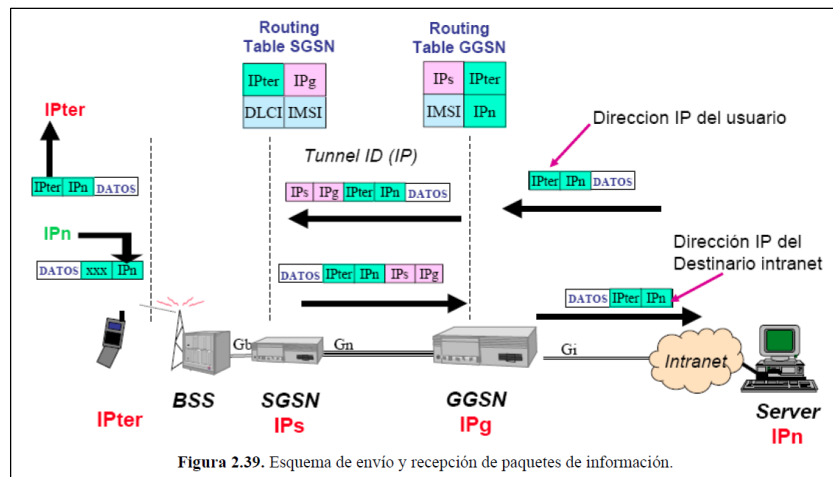 Routing
Table SGSN
Routing
Table GGSN
IPter IPg
DLCI IMSI
IPs IPter
IMSI IPn
IPter
Direccion IP del usuario
Tunnel ID (IP)
IPter IPn DATOS
IPs IPg IPter IPn DATOS
IPter IPn DATOS
IPn
Dirección IP del
Destinario intranet
DATOS xxx IPn
DATOS IPter IPn IPs IPg
DATOS IPter IPn
Gb
Gn
Gi
Intranet
BSS
SGSN
GGSN
Server
IPter
IPs
IPg
IPn
Figura 2.39. Esquema de envío y recepción de paquetes de información.